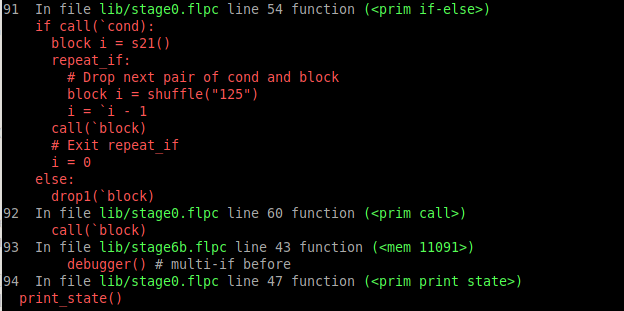 91  In file lib/stage0.flpc line 54 function (<prim if-else>)
    if call(`cond):
      block i = s21()
      repeat_if:
        # Drop next pair of cond and block
        block i = shuffle("125")
        i = `i - 1
      call(`block)
      # Exit repeat_if
      i = 0
    else:
      drop1(`block)
92  In file lib/stage0.flpc line 60 function (<prim call>)
      call(`block)
93  In file lib/stage6b.flpc line 43 function (<mem 11091>)
        debugger() # multi-if before
94  In file lib/stage0.flpc line 47 function (<prim print state>)
  print_state()